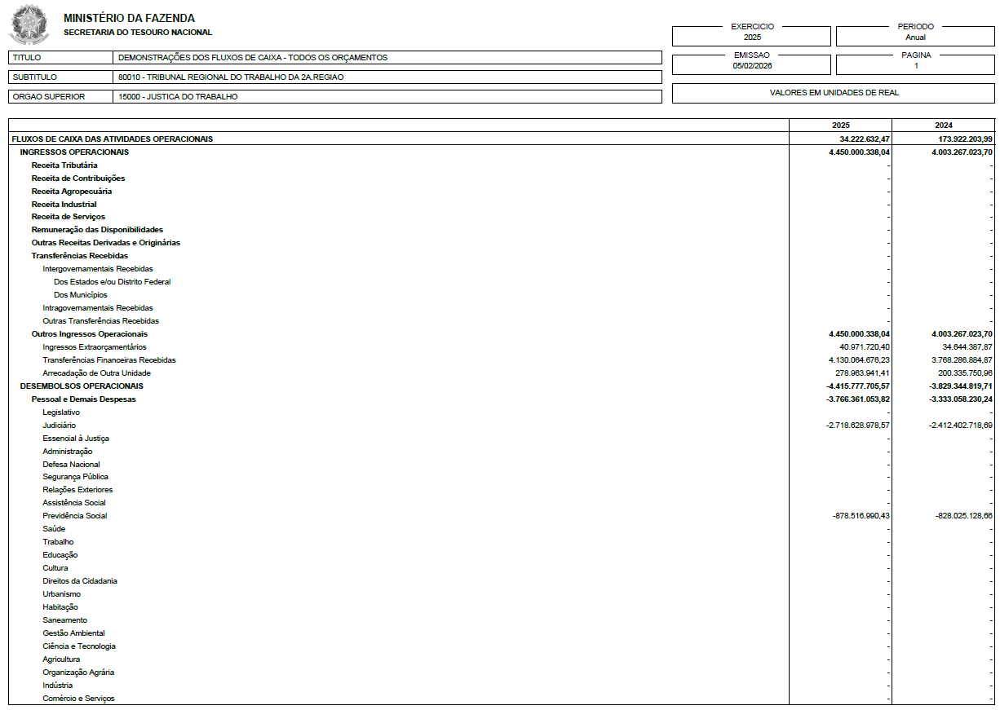 MINISTÉRIO DA FAZENDA
SECRETARIA DO TESOURO NACIONAL
EXERCICIO
2025
PERIODO
Anual
EMISSAO
05/02/2026
PAGINA
1
VALORES EM UNIDADES DE REAL
TITULO DEMONSTRAÇÕES DOS FLUXOS DE CAIXA - TODOS OS ORÇAMENTOS
SUBTITULO 80010 - TRIBUNAL REGIONAL DO TRABALHO DA 2A.REGIAO
ORGAO SUPERIOR 15000 - JUSTICA DO TRABALHO
2025 2024
FLUXOS DE CAIXA DAS ATIVIDADES OPERACIONAIS 34.222.632,47 173.922.203,99
INGRESSOS OPERACIONAIS 4.450.000.338,04 4.003.267.023,70
Receita Tributária - -
Receita de Contribuições - -
Receita Agropecuária - -
Receita Industrial - -
Receita de Serviços - -
Remuneração das Disponibilidades - -
Outras Receitas Derivadas e Originárias - -
Transferências Recebidas - -
Intergovernamentais Recebidas - -
Dos Estados e/ou Distrito Federal - -
Dos Municípios - -
Intragovernamentais Recebidas - -
Outras Transferências Recebidas - -
Outros Ingressos Operacionais 4.450.000.338,04 4.003.267.023,70
Ingressos Extraorçamentários 40.971.720,40 34.644.387,87
Transferências Financeiras Recebidas 4.130.064.676,23 3.768.286.884,87
Arrecadação de Outra Unidade 278.963.941,41 200.335.750,96
DESEMBOLSOS OPERACIONAIS -4.415.777.705,57 -3.829.344.819,71
Pessoal e Demais Despesas -3.766.361.053,82 -3.333.058.230,24
Legislativo - -
Judiciário -2.718.628.978,57 -2.412.402.718,69
Essencial à Justiça - -
Administração - -
Defesa Nacional - -
Segurança Pública - -
Relações Exteriores - -
Assistência Social - -
Previdência Social -878.516.990,43 -828.025.128,66
Saúde - -
Trabalho - -
Educação - -
Cultura - -
Direitos da Cidadania - -
Urbanismo - -
Habitação - -
Saneamento - -
Gestão Ambiental - -
Ciência e Tecnologia - -
Agricultura - -
Organização Agrária - -
Indústria - -
Comércio e Serviços - -